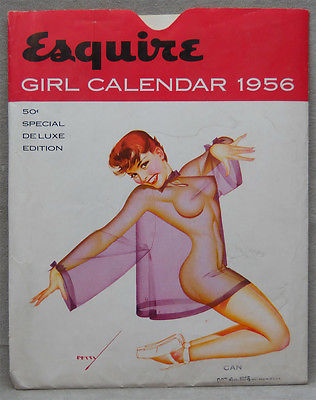 Esquire
GIRL CALENDAR 1956
50¢
SPECIAL
DE LUXE
EDITION
PETTY
CAN